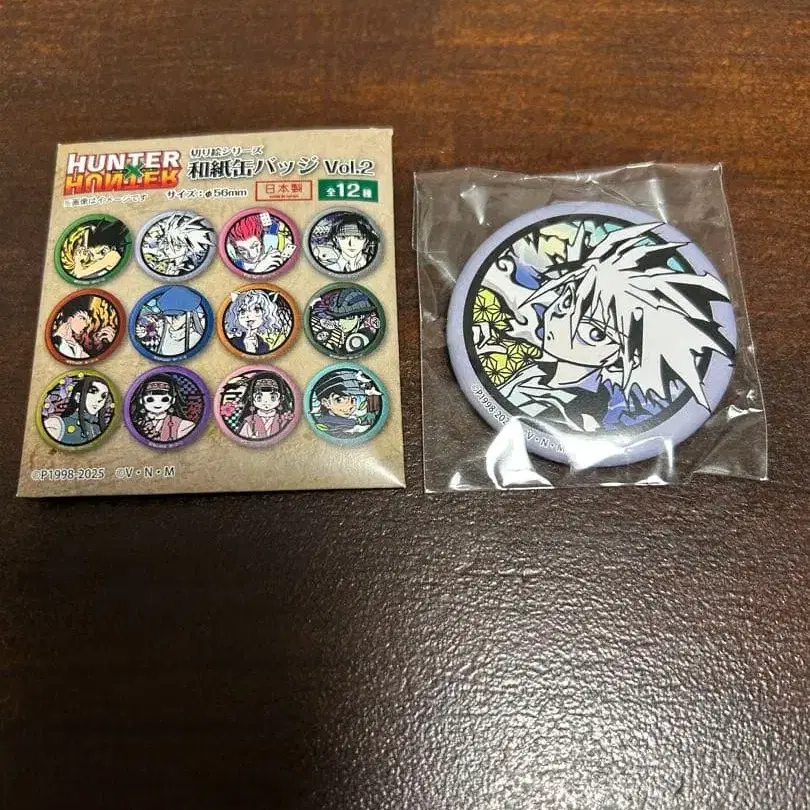 HUNTER
×
HUNTER
切り絵シリーズ
和紙缶バッジ Vol.2
※画像はイメージです
サイズ:φ56mm
日本製
全12種
©P1998-2025 ©V・N・M
©P1998-2025 ©V・N・M